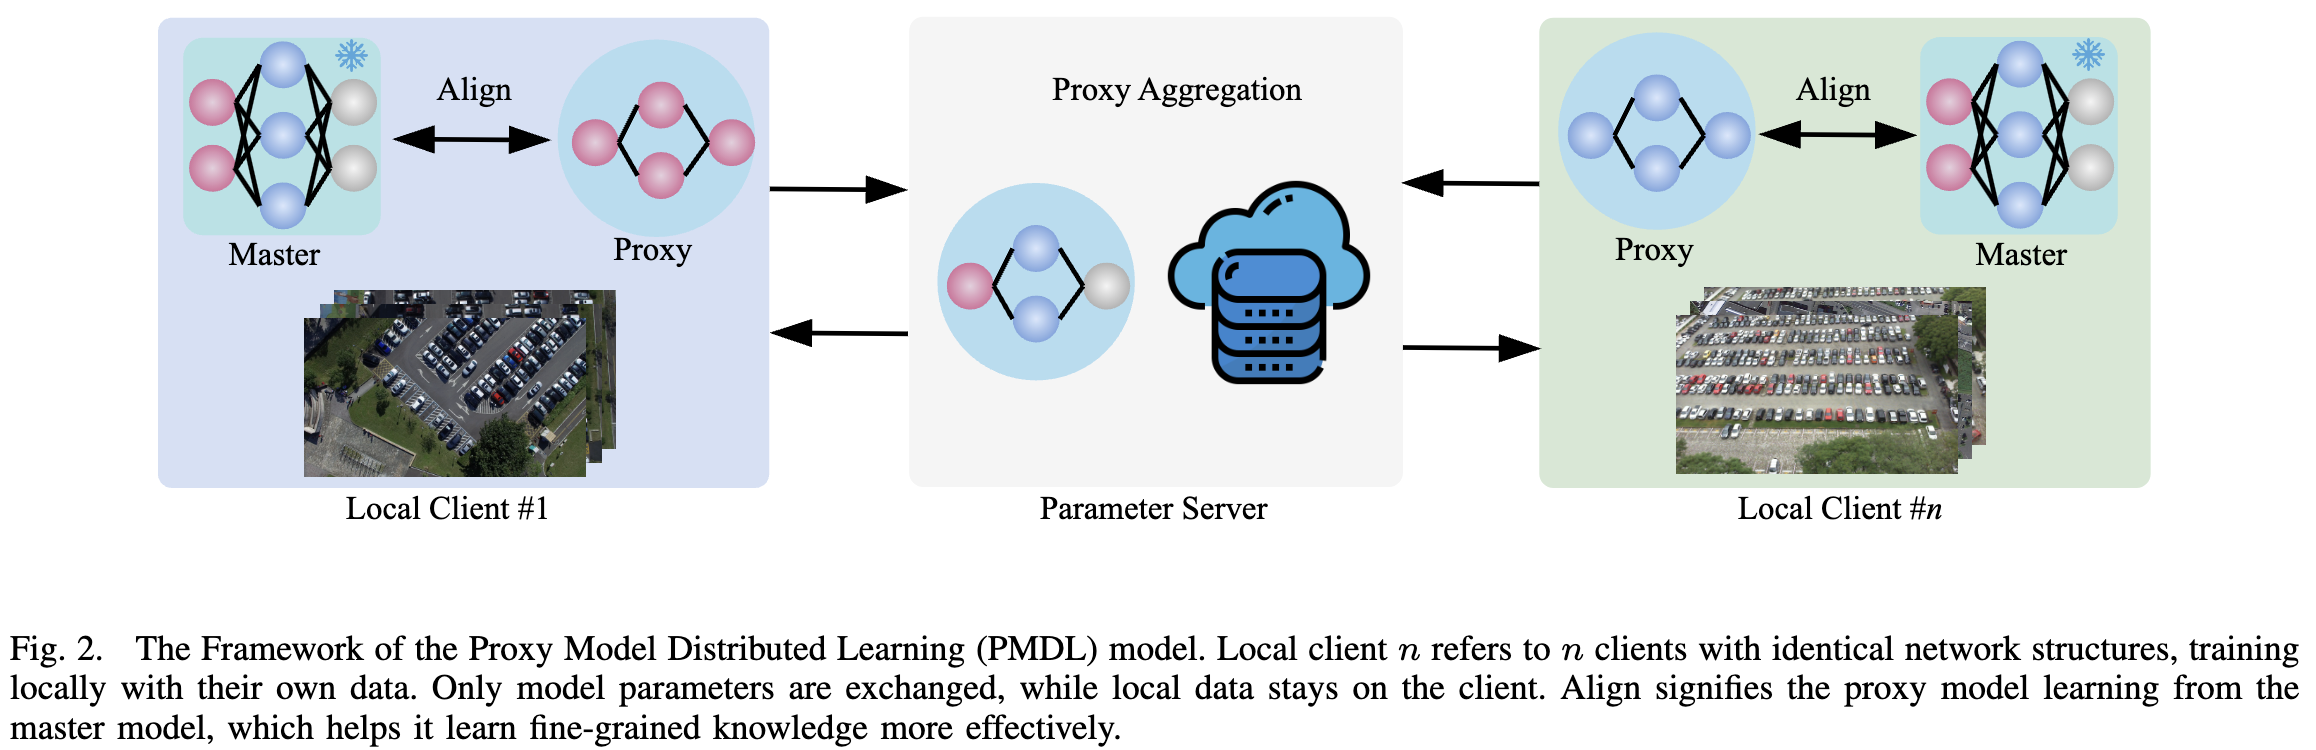 Align
Proxy Aggregation
Align
Master
Proxy
Proxy
Master
Local Client #1
Parameter Server
Local Client #n
Fig. 2. The Framework of the Proxy Model Distributed Learning (PMDL) model. Local client n refers to n clients with identical network structures, training
locally with their own data. Only model parameters are exchanged, while local data stays on the client. Align signifies the proxy model learning from the
master model, which helps it learn fine-grained knowledge more effectively.